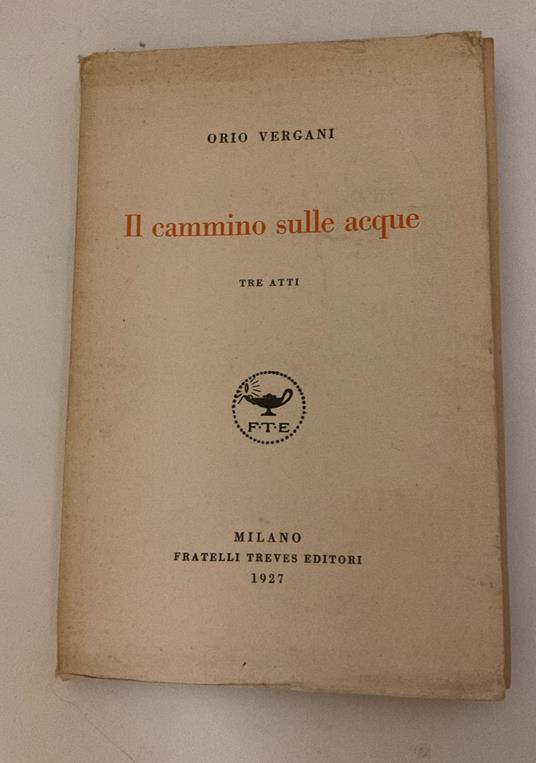 ORIO VERGANI
Il cammino sulle acque
TRE ATTI
F·T·E
MILANO
FRATELLI TREVES EDITORI
1927